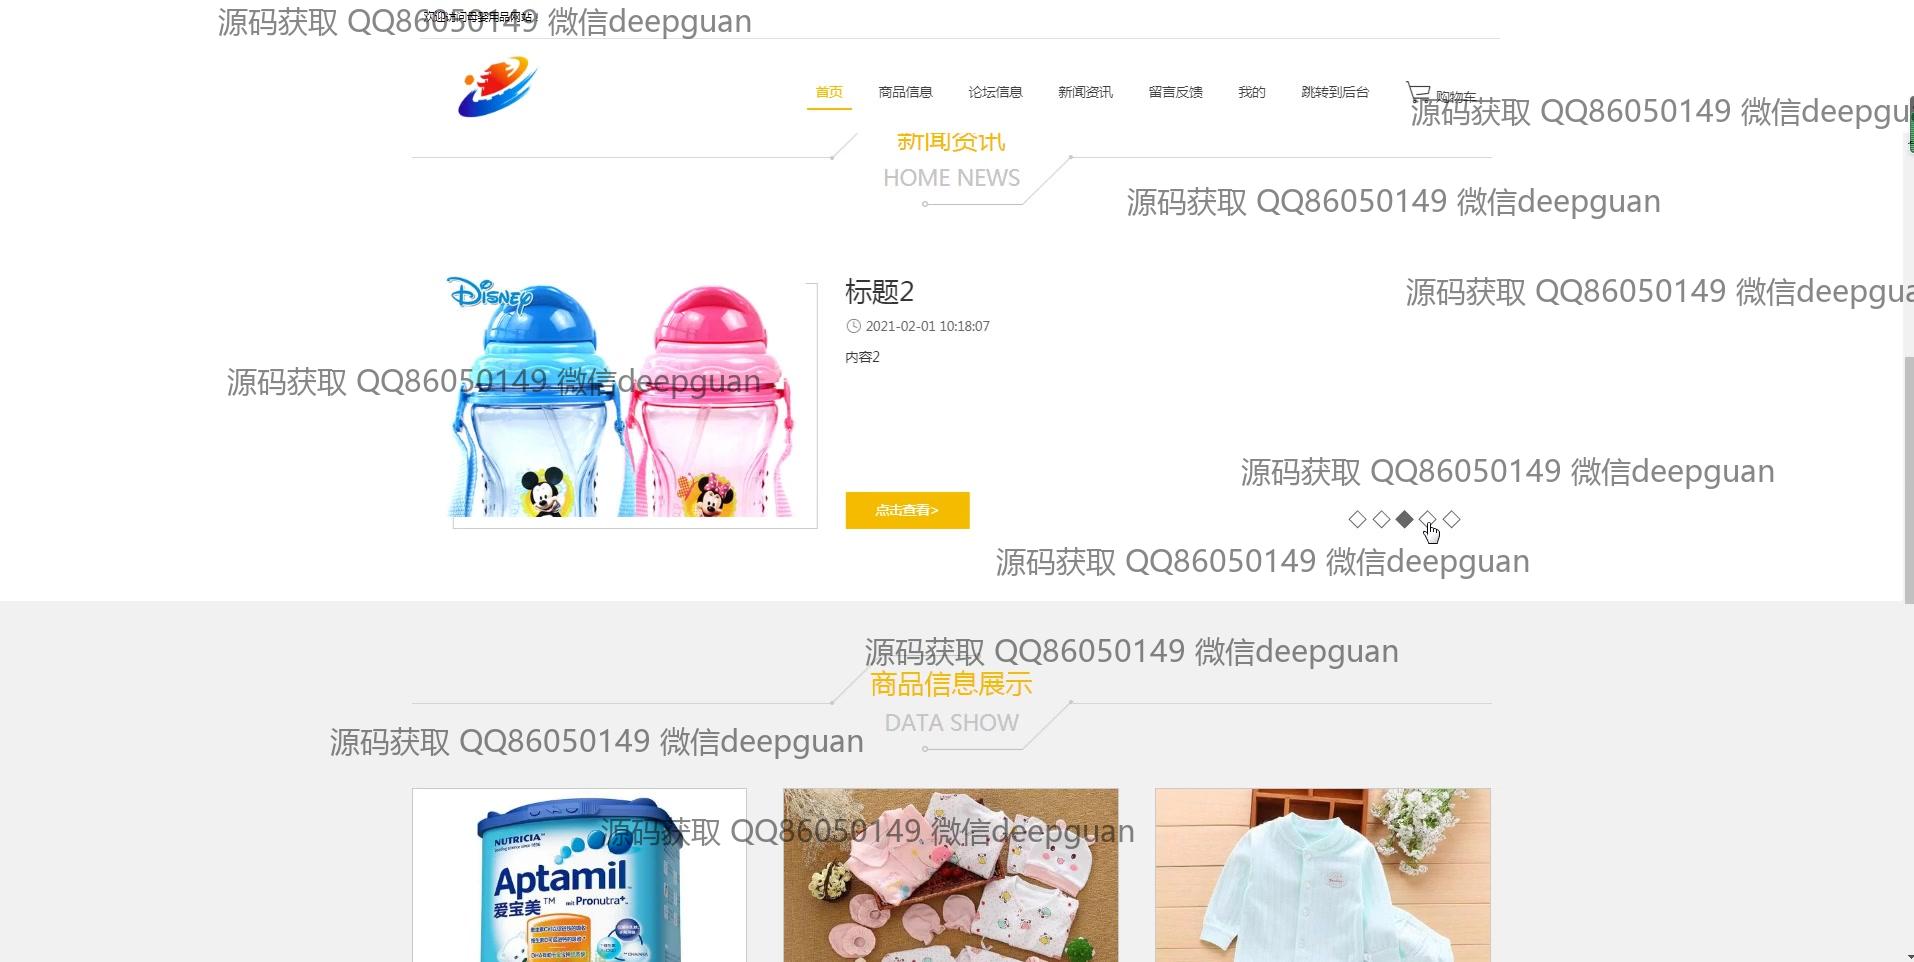 欢迎访问母婴用品网站
源码获取 QQ86050149 微信deepguan
首页 商品信息 论坛信息 新闻资讯 留言反馈 我的 跳转到后台 购物车
源码获取 QQ86050149 微信deepgu
新闻资讯
HOME NEWS
源码获取 QQ86050149 微信deepguan
Disney
标题2
源码获取 QQ86050149 微信deepgua
2021-02-01 10:18:07
内容2
源码获取 QQ86050149 微信deepguan
源码获取 QQ86050149 微信deepguan
点击查看>
源码获取 QQ86050149 微信deepguan
源码获取 QQ86050149 微信deepguan
商品信息展示
DATA SHOW
源码获取 QQ86050149 微信deepguan
源码获取 QQ86050149 微信deepguan
NUTRICIA
Aptamil
爱宝美 TM mit Pronutra+